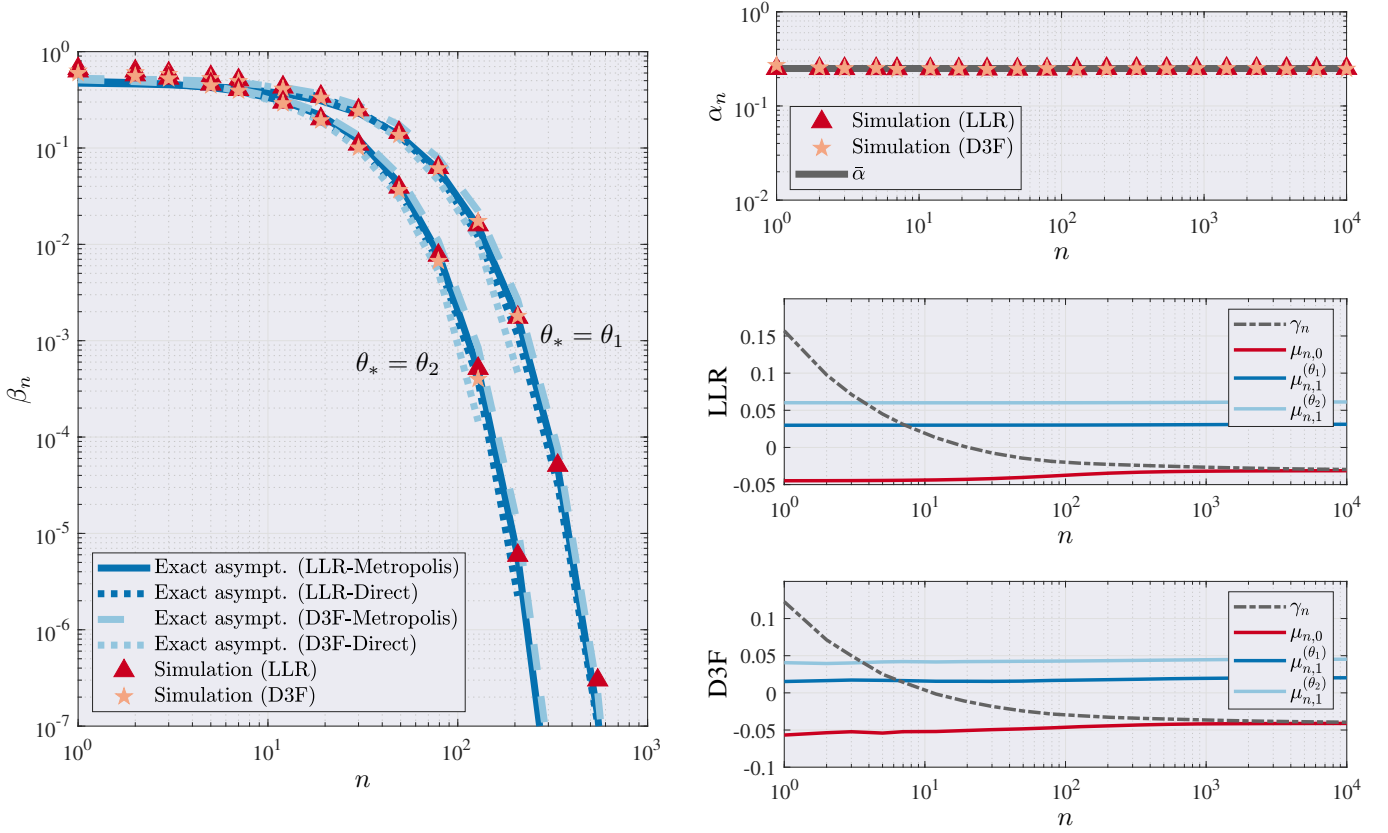 10^0
10^-1
10^-2
10^-3
10^-4
10^-5
10^-6
10^-7
β_n
θ_* = θ_1
θ_* = θ_2
Exact asympt. (LLR-Metropolis)
Exact asympt. (LLR-Direct)
Exact asympt. (D3F-Metropolis)
Exact asympt. (D3F-Direct)
Simulation (LLR)
Simulation (D3F)
10^0 10^1 10^2 10^3
n
10^0
10^-1
10^-2
α_n
Simulation (LLR)
Simulation (D3F)
ᾱ
10^0 10^1 10^2 10^3 10^4
n
0.15
0.1
0.05
0
-0.05
LLR
γ_n
μ_{n,0}
μ_{n,1}^{(θ_1)}
μ_{n,1}^{(θ_2)}
10^0 10^1 10^2 10^3 10^4
n
0.1
0.05
0
-0.05
-0.1
D3F
γ_n
μ_{n,0}
μ_{n,1}^{(θ_1)}
μ_{n,1}^{(θ_2)}
10^0 10^1 10^2 10^3 10^4
n